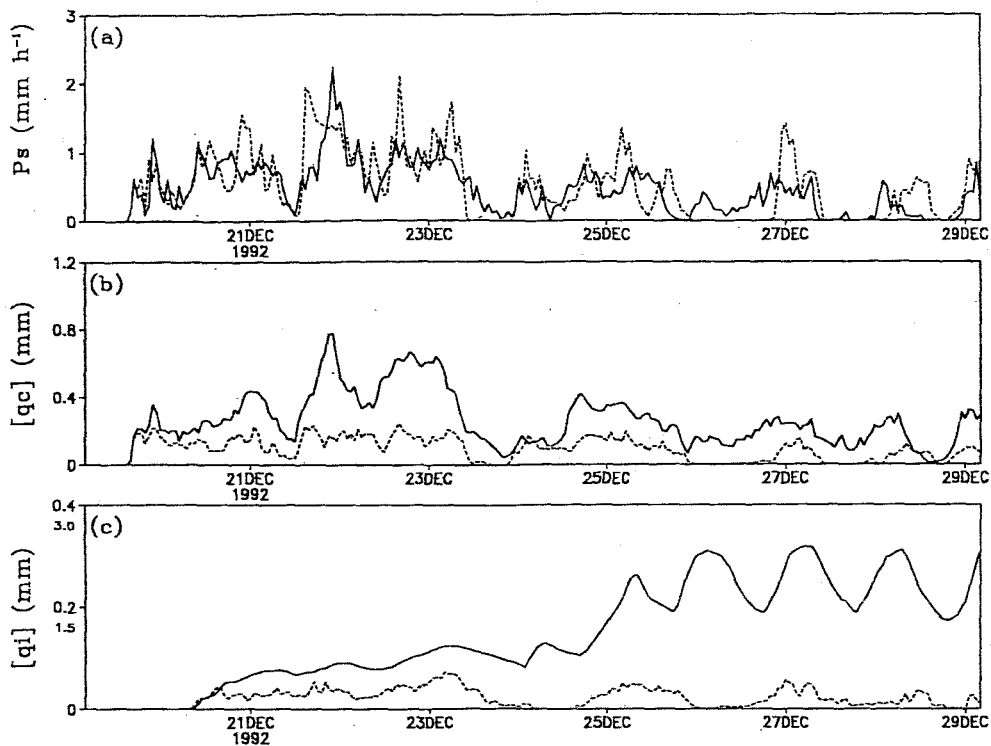 (a)
Ps (mm h⁻¹)
3
2
1
0
21DEC 23DEC 25DEC 27DEC 29DEC
1992
(b)
[qc] (mm)
1.2
0.8
0.4
0
21DEC 23DEC 25DEC 27DEC 29DEC
1992
(c)
[qi] (mm)
0.4
3.0
0.2
1.5
0
21DEC 23DEC 25DEC 27DEC 29DEC
1992